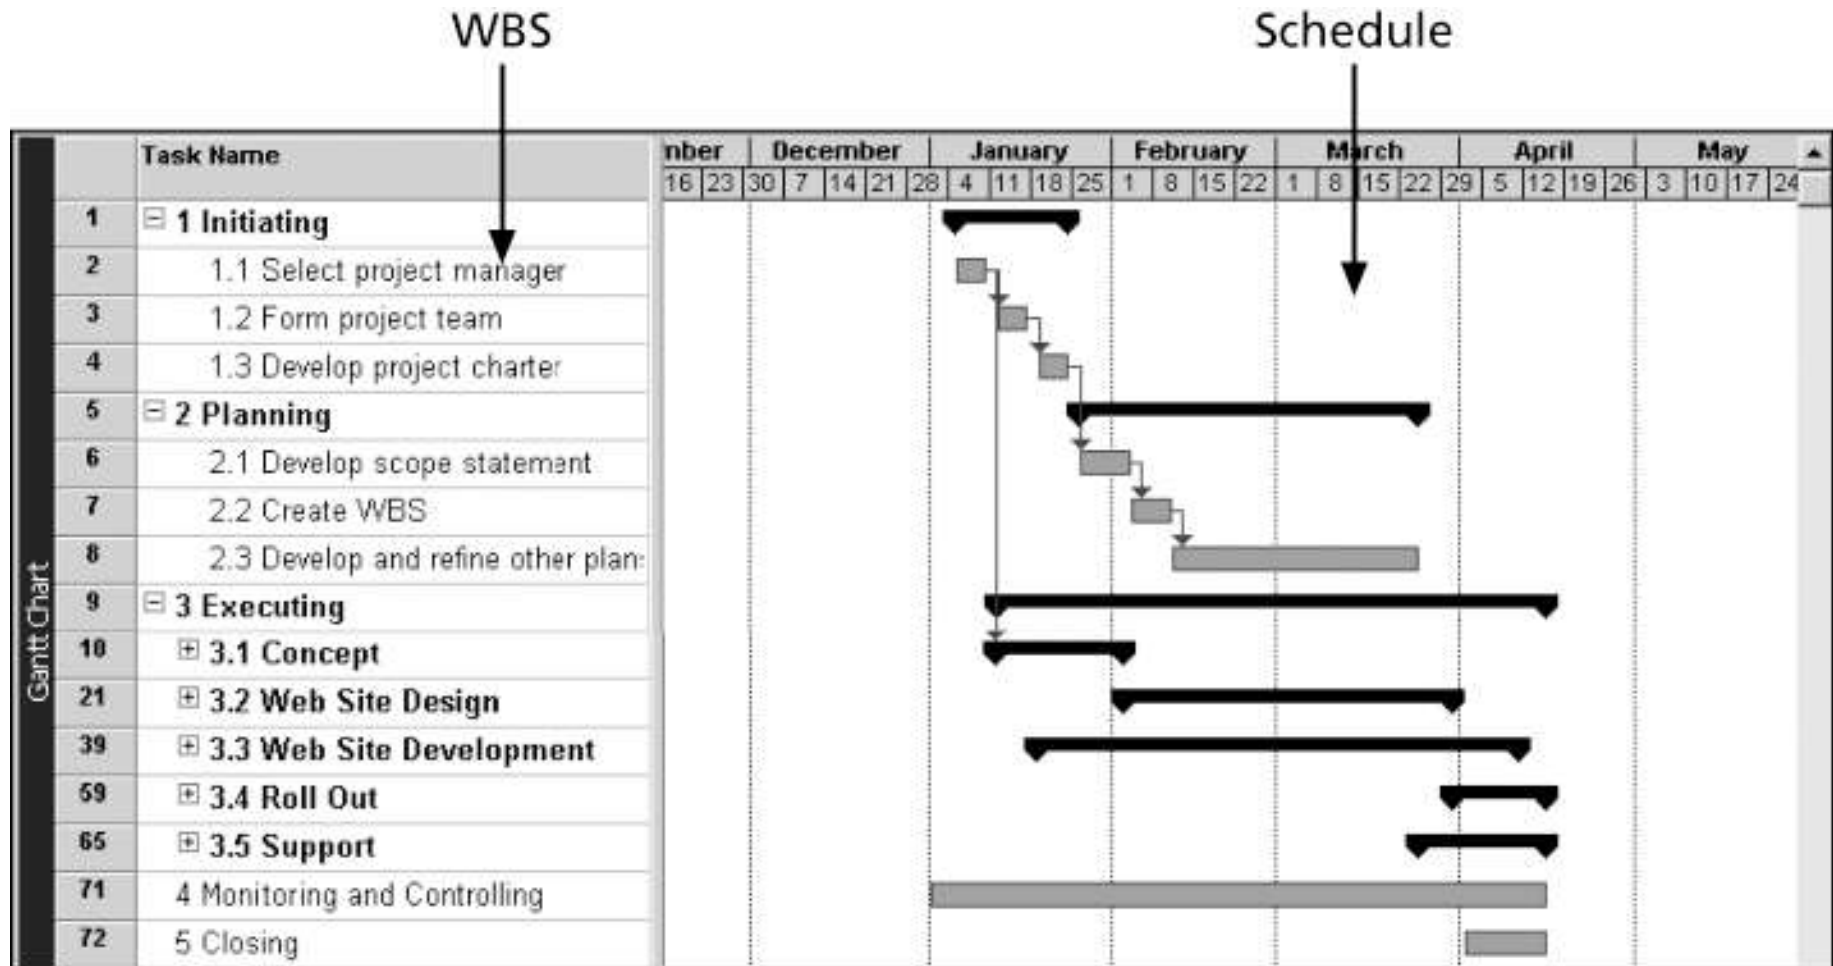 WBS
Schedule
Task Name
nber December January February March April May
16 23 30 7 14 21 28 4 11 18 25 1 8 15 22 1 8 15 22 29 5 12 19 26 3 10 17 24
1 1 Initiating
2 1.1 Select project manager
3 1.2 Form project team
4 1.3 Develop project charter
5 2 Planning
6 2.1 Develop scope statement
7 2.2 Create WBS
8 2.3 Develop and refine other plans
9 3 Executing
10 3.1 Concept
21 3.2 Web Site Design
39 3.3 Web Site Development
59 3.4 Roll Out
65 3.5 Support
71 4 Monitoring and Controlling
72 5 Closing
Gantt Chart